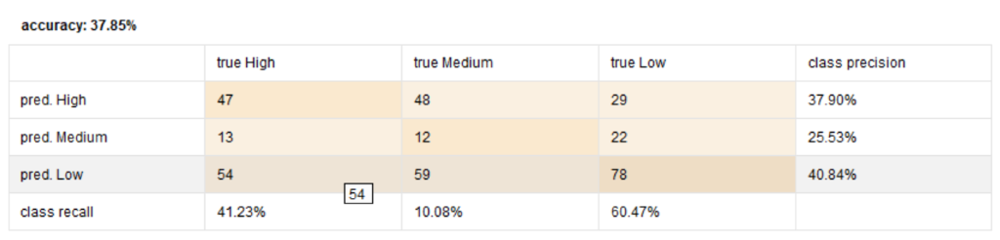 accuracy: 37.85%
true High true Medium true Low class precision
pred. High 47 48 29 37.90%
pred. Medium 13 12 22 25.53%
pred. Low 54 59 78 40.84%
54
class recall 41.23% 10.08% 60.47%